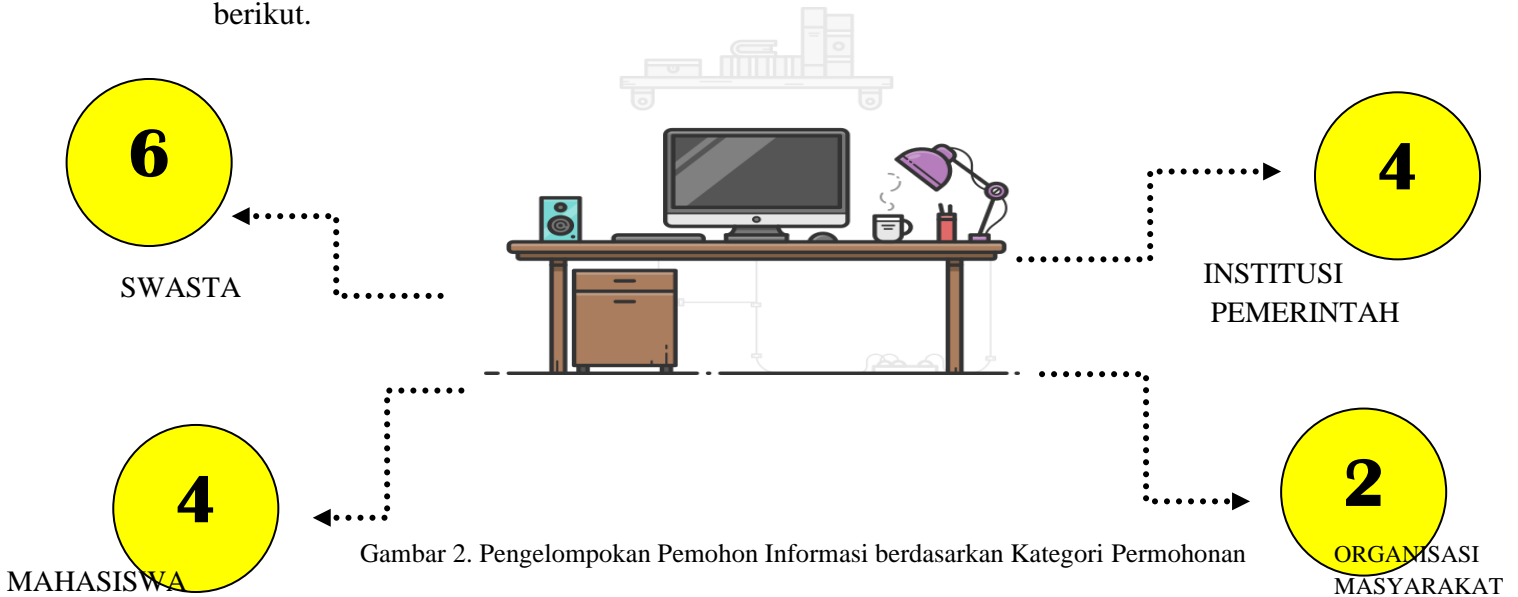 berikut.
6
4
SWASTA
INSTITUSI
PEMERINTAH
4
2
Gambar 2. Pengelompokan Pemohon Informasi berdasarkan Kategori Permohonan
MAHASISWA
ORGANISASI
MASYARAKAT